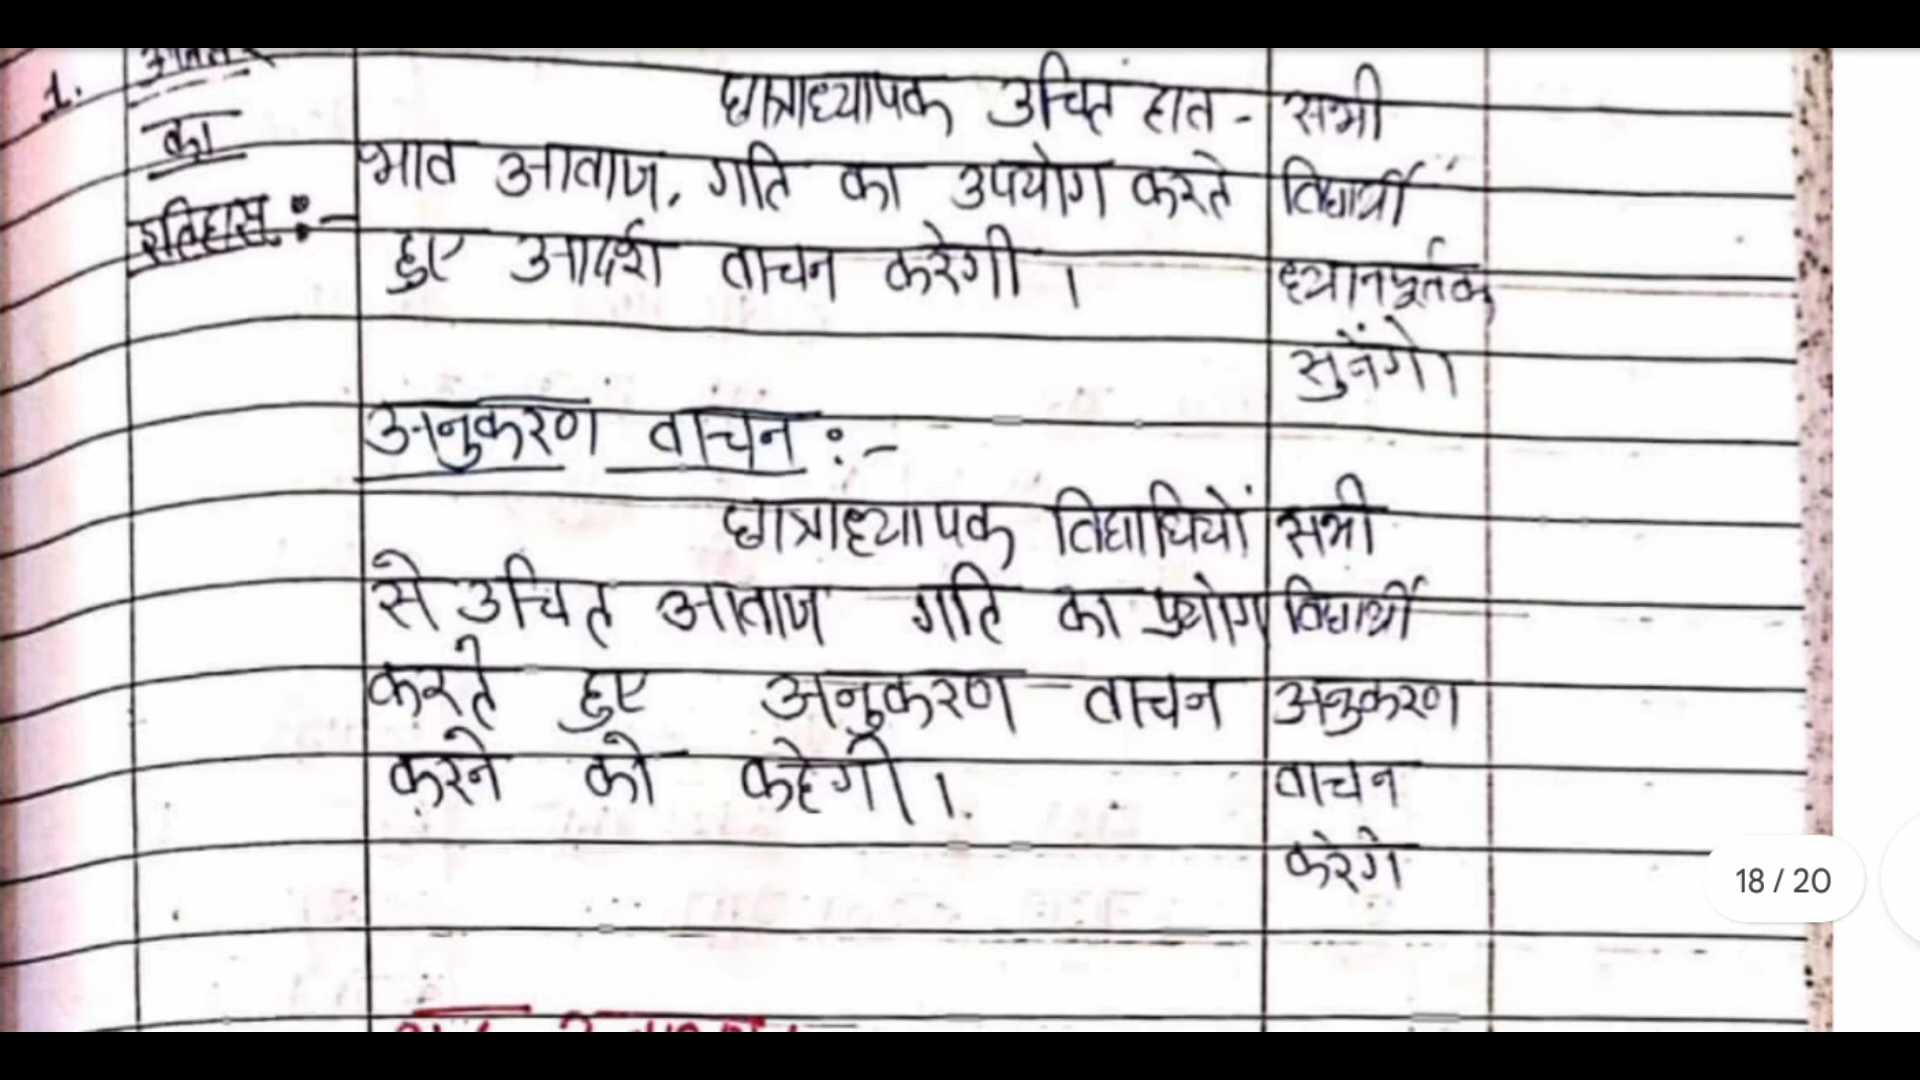 1.
का
इतिहास :-
छात्राध्यापक उचित हाव - सभी
भाव आवाज, गति का उपयोग करते विद्यार्थी
हुए आदर्श वाचन करेगी । ध्यानपूर्वक
सुनेंगे।
अनुकरण वाचन :-
छात्राध्यापक विद्यार्थियों सभी
से उचित आवाज गति का प्रयोग विद्यार्थी
करते हुए अनुकरण वाचन अनुकरण
करने को कहेगी । वाचन
करेगे
18 / 20